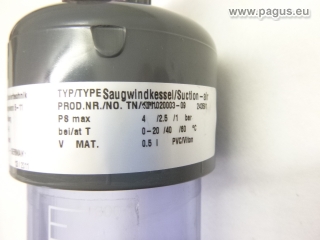 www.pagus.eu
TYP/TYPE Saugwindkessel/Suction-air
PROD.NR./NO. TN/
PS max 4 /2.5 /1 bar
bei/at T 0-20 /40 /60 °C
V MAT. 0.5 l PVC/Viton